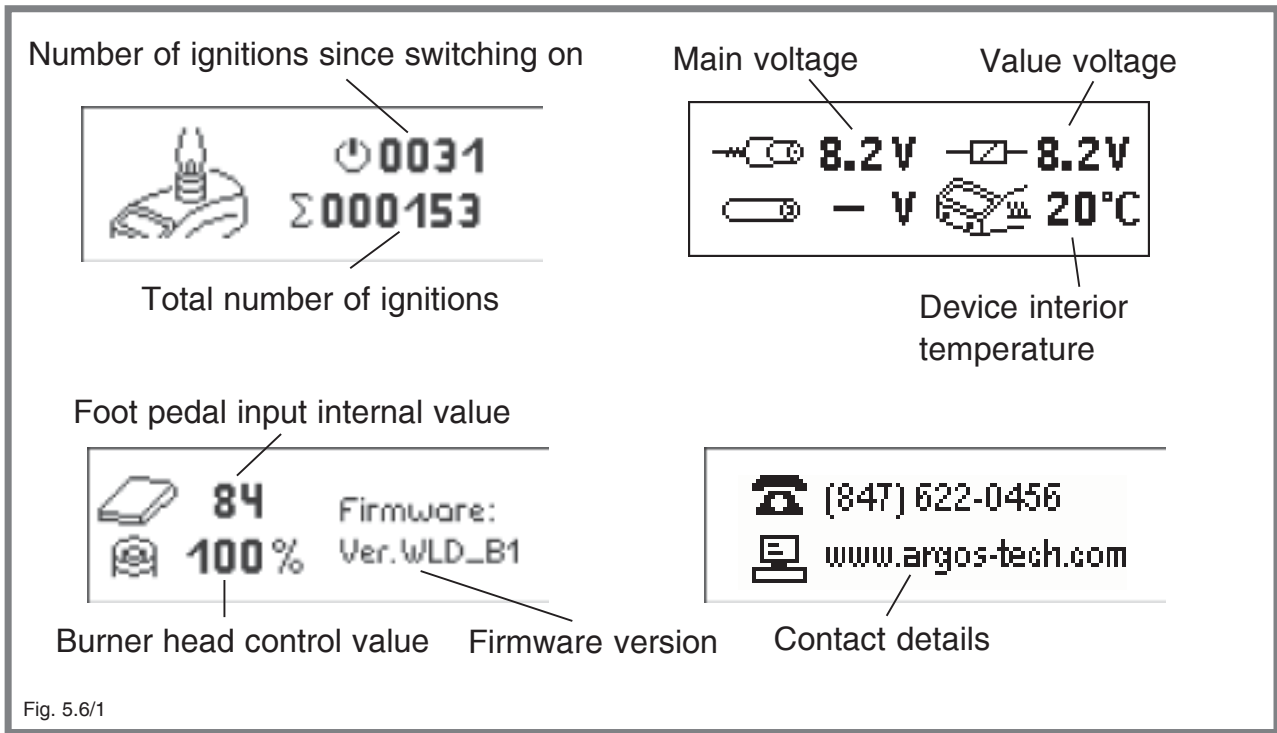 Number of ignitions since switching on
0031
Σ000153
Total number of ignitions
Main voltage
Value voltage
8.2V
8.2V
– V
20°C
Device interior
temperature
Foot pedal input internal value
84
100%
Firmware:
Ver.WLD_B1
Burner head control value
Firmware version
(847) 622-0456
www.argos-tech.com
Contact details
Fig. 5.6/1